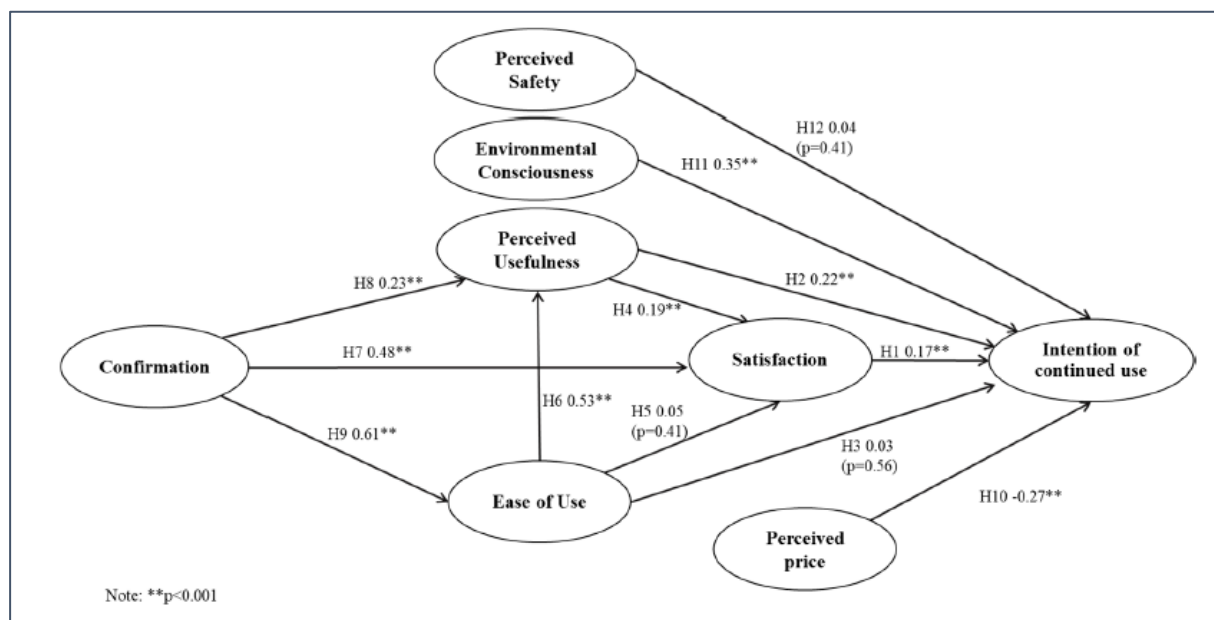 Perceived
Safety
H12 0.04
(p=0.41)
Environmental
Consciousness
H11 0.35**
Perceived
Usefulness
H2 0.22**
H8 0.23**
H4 0.19**
Confirmation
H7 0.48**
Satisfaction
H1 0.17**
Intention of
continued use
H6 0.53**
H5 0.05
(p=0.41)
H9 0.61**
H3 0.03
(p=0.56)
Ease of Use
H10 -0.27**
Perceived
price
Note: **p<0.001